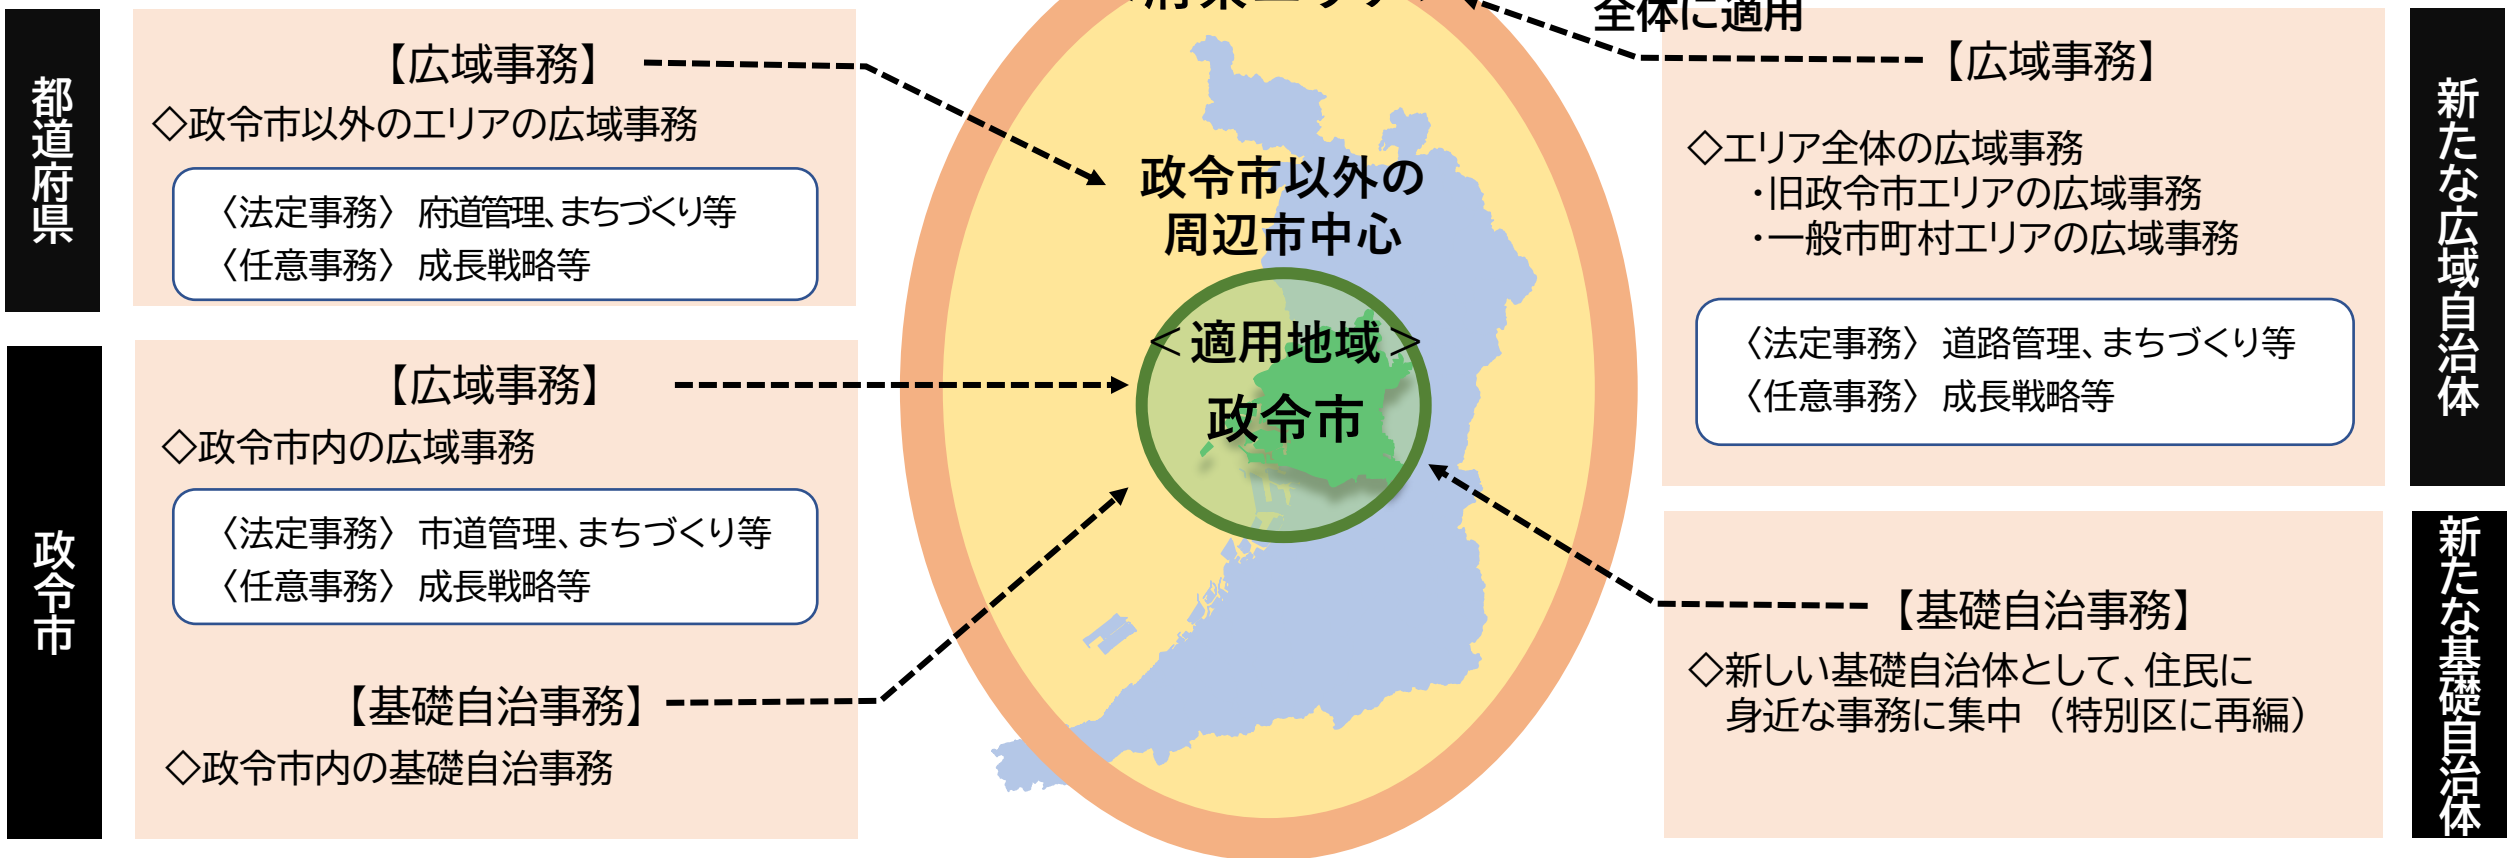 都道府県
【広域事務】
◇政令市以外のエリアの広域事務
〈法定事務〉 府道管理、まちづくり等
〈任意事務〉 成長戦略等
政令市
【広域事務】
◇政令市内の広域事務
〈法定事務〉 市道管理、まちづくり等
〈任意事務〉 成長戦略等
【基礎自治事務】
◇政令市内の基礎自治事務
全体に適用
政令市以外の
周辺市中心
＜適用地域＞
政令市
新たな広域自治体
【広域事務】
◇エリア全体の広域事務
・旧政令市エリアの広域事務
・一般市町村エリアの広域事務
〈法定事務〉 道路管理、まちづくり等
〈任意事務〉 成長戦略等
新たな基礎自治体
【基礎自治事務】
◇新しい基礎自治体として、住民に
身近な事務に集中 （特別区に再編）